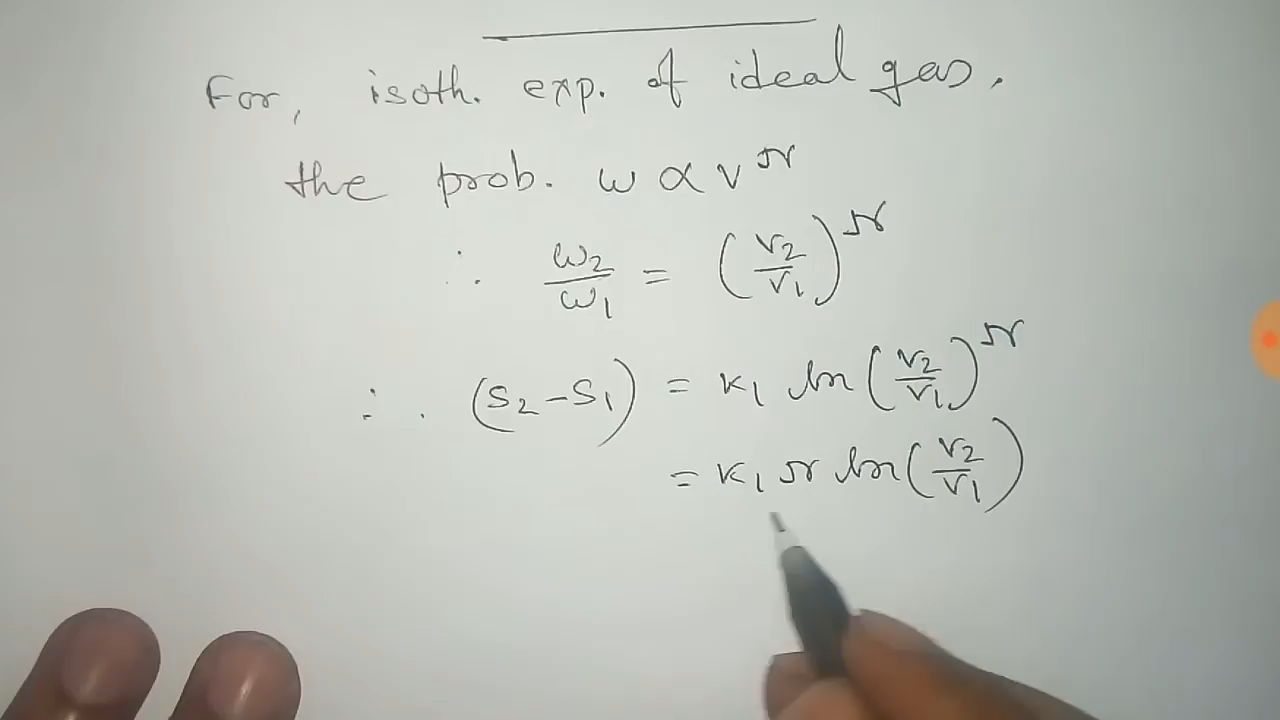 For, isoth. exp. of ideal gas.
the prob. ω ∝ V^N
∴ ω2/ω1 = (V2/V1)^N
∴ (S2-S1) = K1 ln (V2/V1)^N
= K1 N ln (V2/V1)